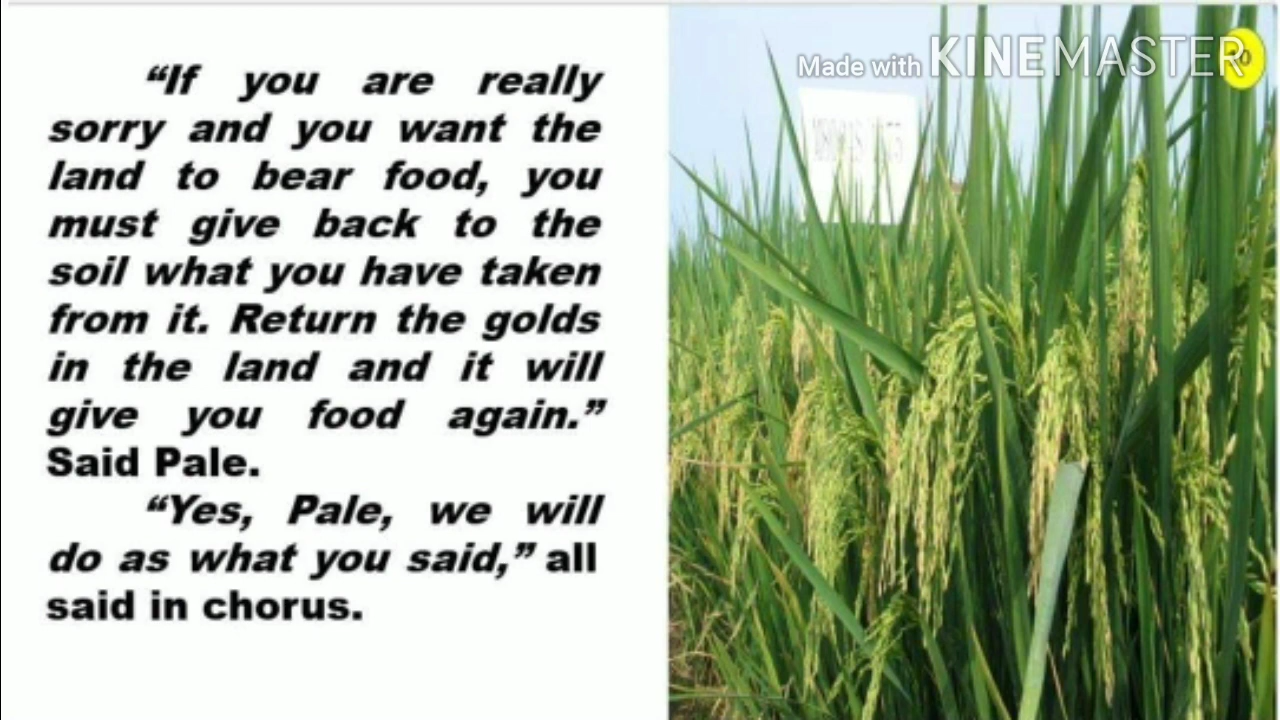 “If you are really
sorry and you want the
land to bear food, you
must give back to the
soil what you have taken
from it. Return the golds
in the land and it will
give you food again.”
Said Pale.
“Yes, Pale, we will
do as what you said,” all
said in chorus.
Made with KINEMASTER